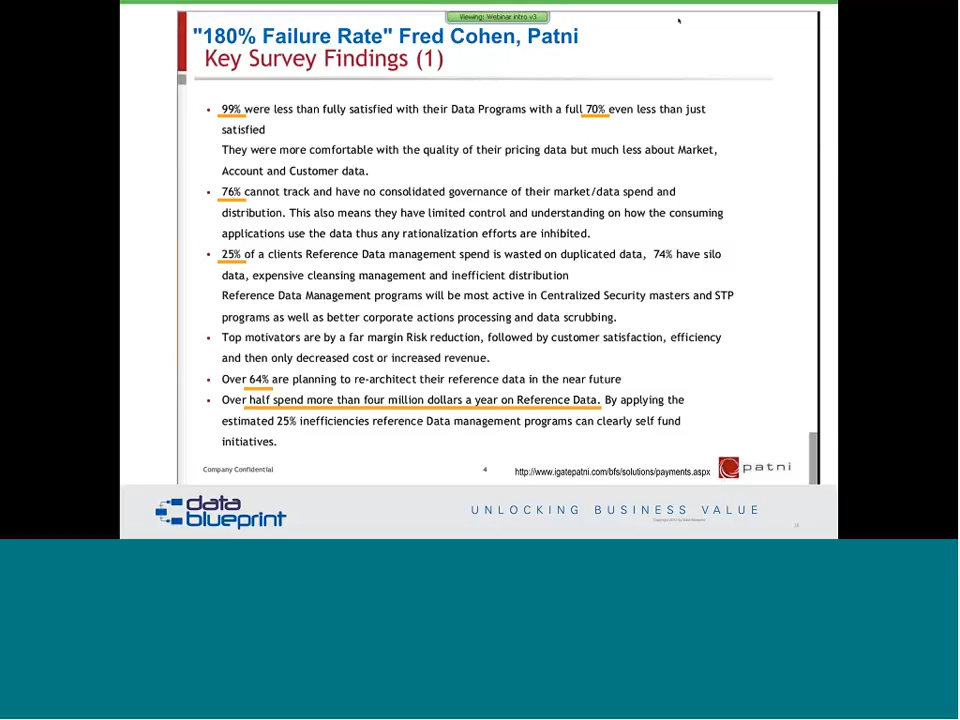 Viewing: Webinar intro v3
"180% Failure Rate" Fred Cohen, Patni
Key Survey Findings (1)
• 99% were less than fully satisfied with their Data Programs with a full 70% even less than just
satisfied
They were more comfortable with the quality of their pricing data but much less about Market,
Account and Customer data.
• 76% cannot track and have no consolidated governance of their market/data spend and
distribution. This also means they have limited control and understanding on how the consuming
applications use the data thus any rationalization efforts are inhibited.
• 25% of a clients Reference Data management spend is wasted on duplicated data, 74% have silo
data, expensive cleansing management and inefficient distribution
Reference Data Management programs will be most active in Centralized Security masters and STP
programs as well as better corporate actions processing and data scrubbing.
• Top motivators are by a far margin Risk reduction, followed by customer satisfaction, efficiency
and then only decreased cost or increased revenue.
• Over 64% are planning to re-architect their reference data in the near future
• Over half spend more than four million dollars a year on Reference Data. By applying the
estimated 25% inefficiencies reference Data management programs can clearly self fund
initiatives.
Company Confidential
4
http://www.igatepatni.com/bfs/solutions/payments.aspx
patni
data
blueprint
UNLOCKING BUSINESS VALUE